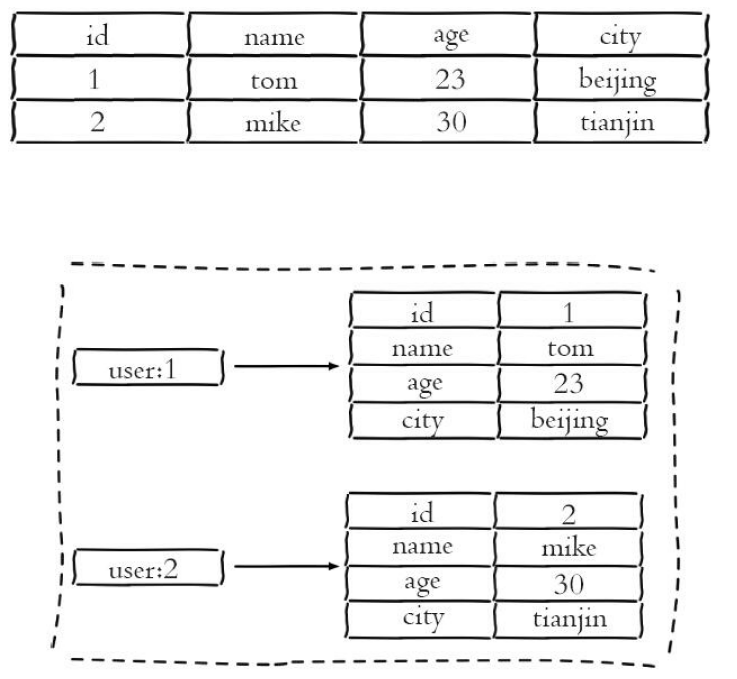 id name age city
1 tom 23 beijing
2 mike 30 tianjin
user:1
id 1
name tom
age 23
city beijing
user:2
id 2
name mike
age 30
city tianjin